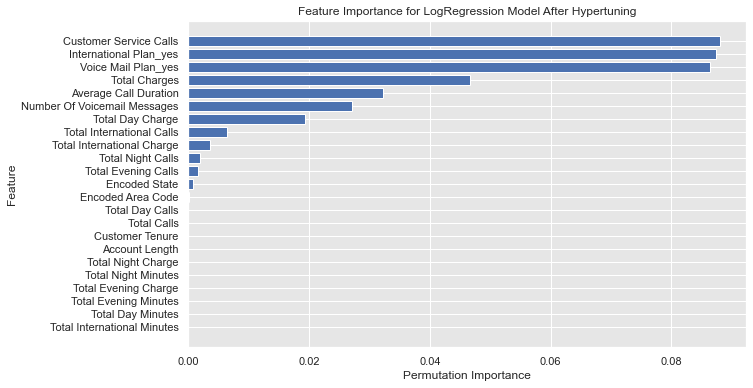 Feature Importance for LogRegression Model After Hypertuning
Feature
Customer Service Calls
International Plan_yes
Voice Mail Plan_yes
Total Charges
Average Call Duration
Number Of Voicemail Messages
Total Day Charge
Total International Calls
Total International Charge
Total Night Calls
Total Evening Calls
Encoded State
Encoded Area Code
Total Day Calls
Total Calls
Customer Tenure
Account Length
Total Night Charge
Total Night Minutes
Total Evening Charge
Total Evening Minutes
Total Day Minutes
Total International Minutes
0.00 0.02 0.04 0.06 0.08
Permutation Importance